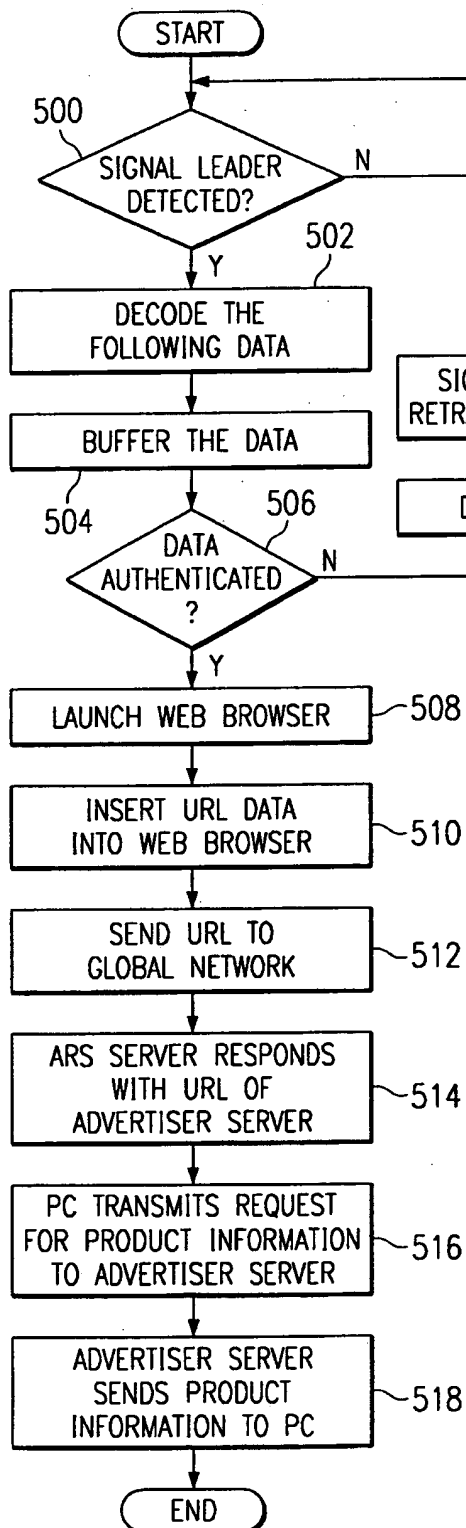 START
500
SIGNAL LEADER
DETECTED?
N
Y
502
DECODE THE
FOLLOWING DATA
BUFFER THE DATA
504
506
DATA
AUTHENTICATED
?
N
Y
LAUNCH WEB BROWSER
508
INSERT URL DATA
INTO WEB BROWSER
510
SEND URL TO
GLOBAL NETWORK
512
ARS SERVER RESPONDS
WITH URL OF
ADVERTISER SERVER
514
PC TRANSMITS REQUEST
FOR PRODUCT INFORMATION
TO ADVERTISER SERVER
516
ADVERTISER SERVER
SENDS PRODUCT
INFORMATION TO PC
518
END